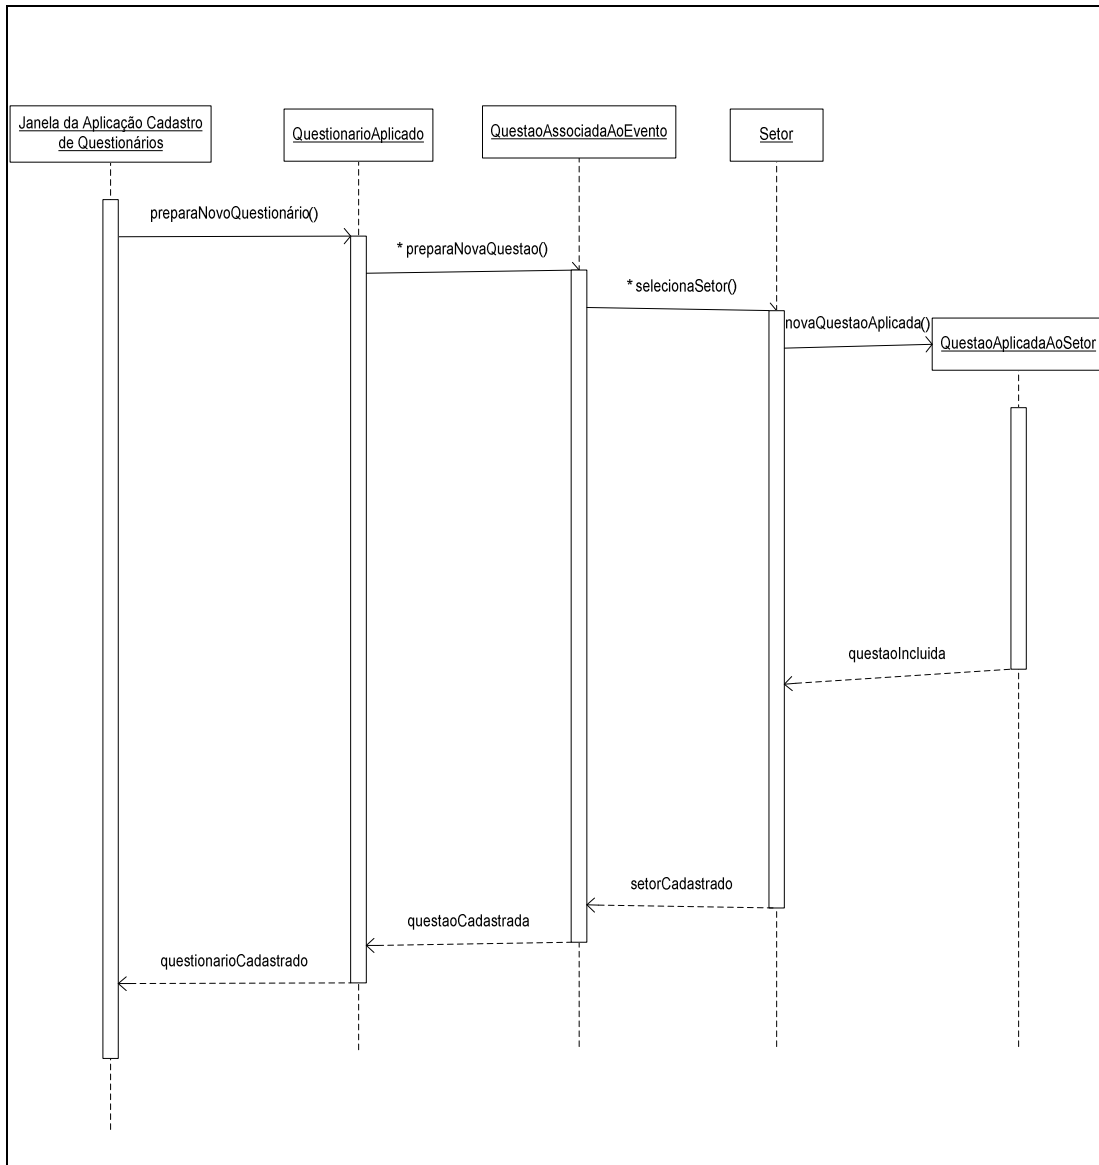 Janela da Aplicação Cadastro
de Questionários
QuestionarioAplicado
QuestaoAssociadaAoEvento
Setor
preparaNovoQuestionário()
* preparaNovaQuestao()
* selecionaSetor()
novaQuestaoAplicada()
QuestaoAplicadaAoSetor
questaoIncluida
setorCadastrado
questaoCadastrada
questionarioCadastrado